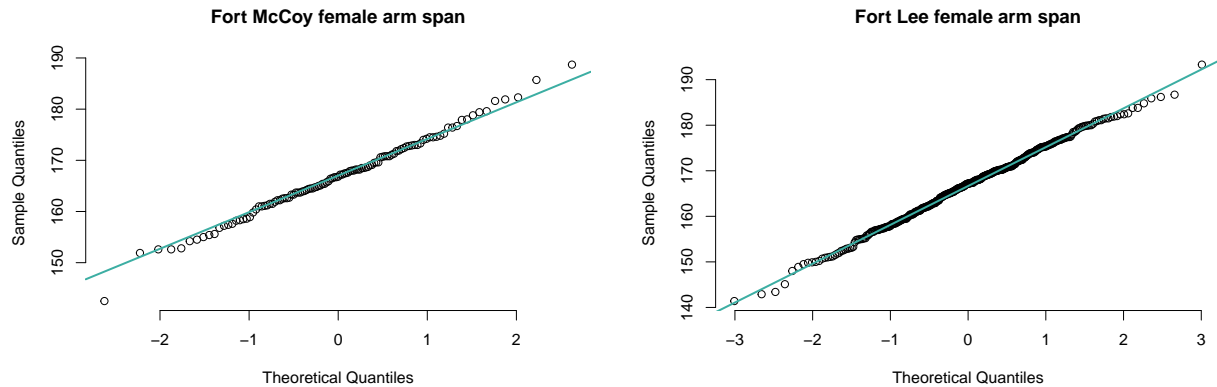 Fort McCoy female arm span
Sample Quantiles
190
180
170
160
150
−2 −1 0 1 2
Theoretical Quantiles
Fort Lee female arm span
Sample Quantiles
190
180
170
160
150
140
−3 −2 −1 0 1 2 3
Theoretical Quantiles